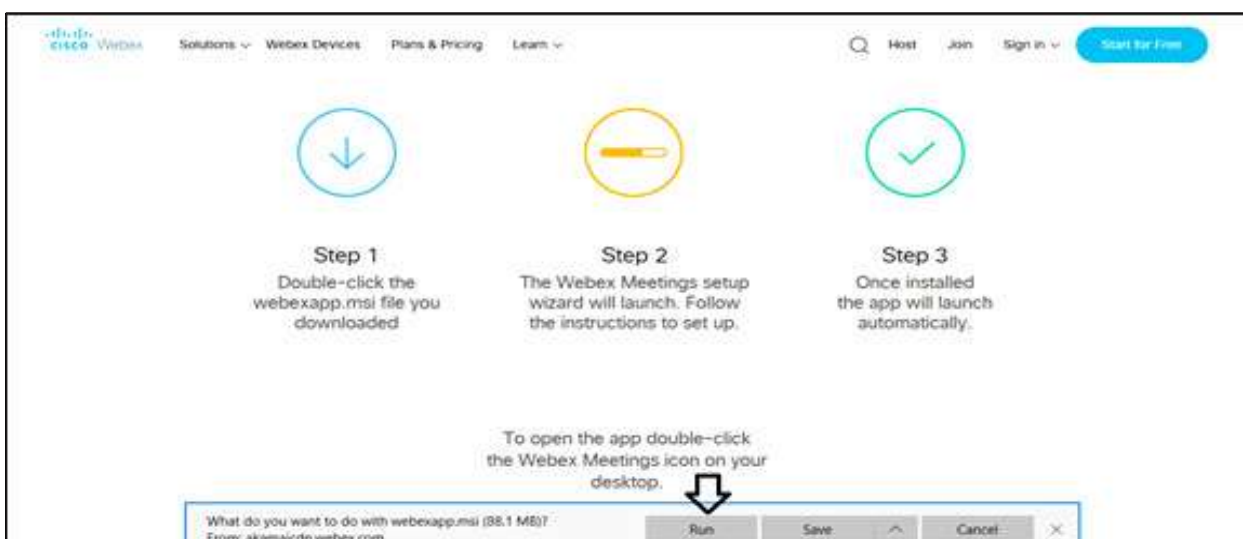 CISCO Webex
Solutions Webex Devices Plans & Pricing Learn Host Join Sign in Start for Free
Step 1
Double-click the
webexapp.msi file you
downloaded
Step 2
The Webex Meetings setup
wizard will launch. Follow
the instructions to set up.
Step 3
Once installed
the app will launch
automatically.
To open the app double-click
the Webex Meetings icon on your
desktop.
What do you want to do with webexapp.msi (88.1 MB)?
From: akamaicdn.webex.com
Run Save Cancel